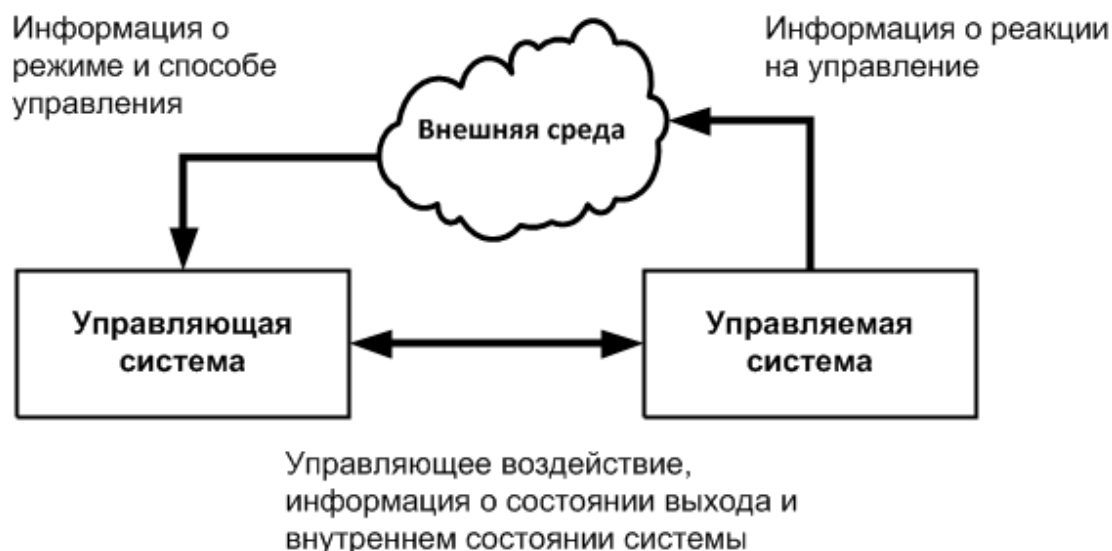 Информация о
режиме и способе
управления
Информация о реакции
на управление
Внешняя среда
Управляющая
система
Управляемая
система
Управляющее воздействие,
информация о состоянии выхода и
внутреннем состоянии системы